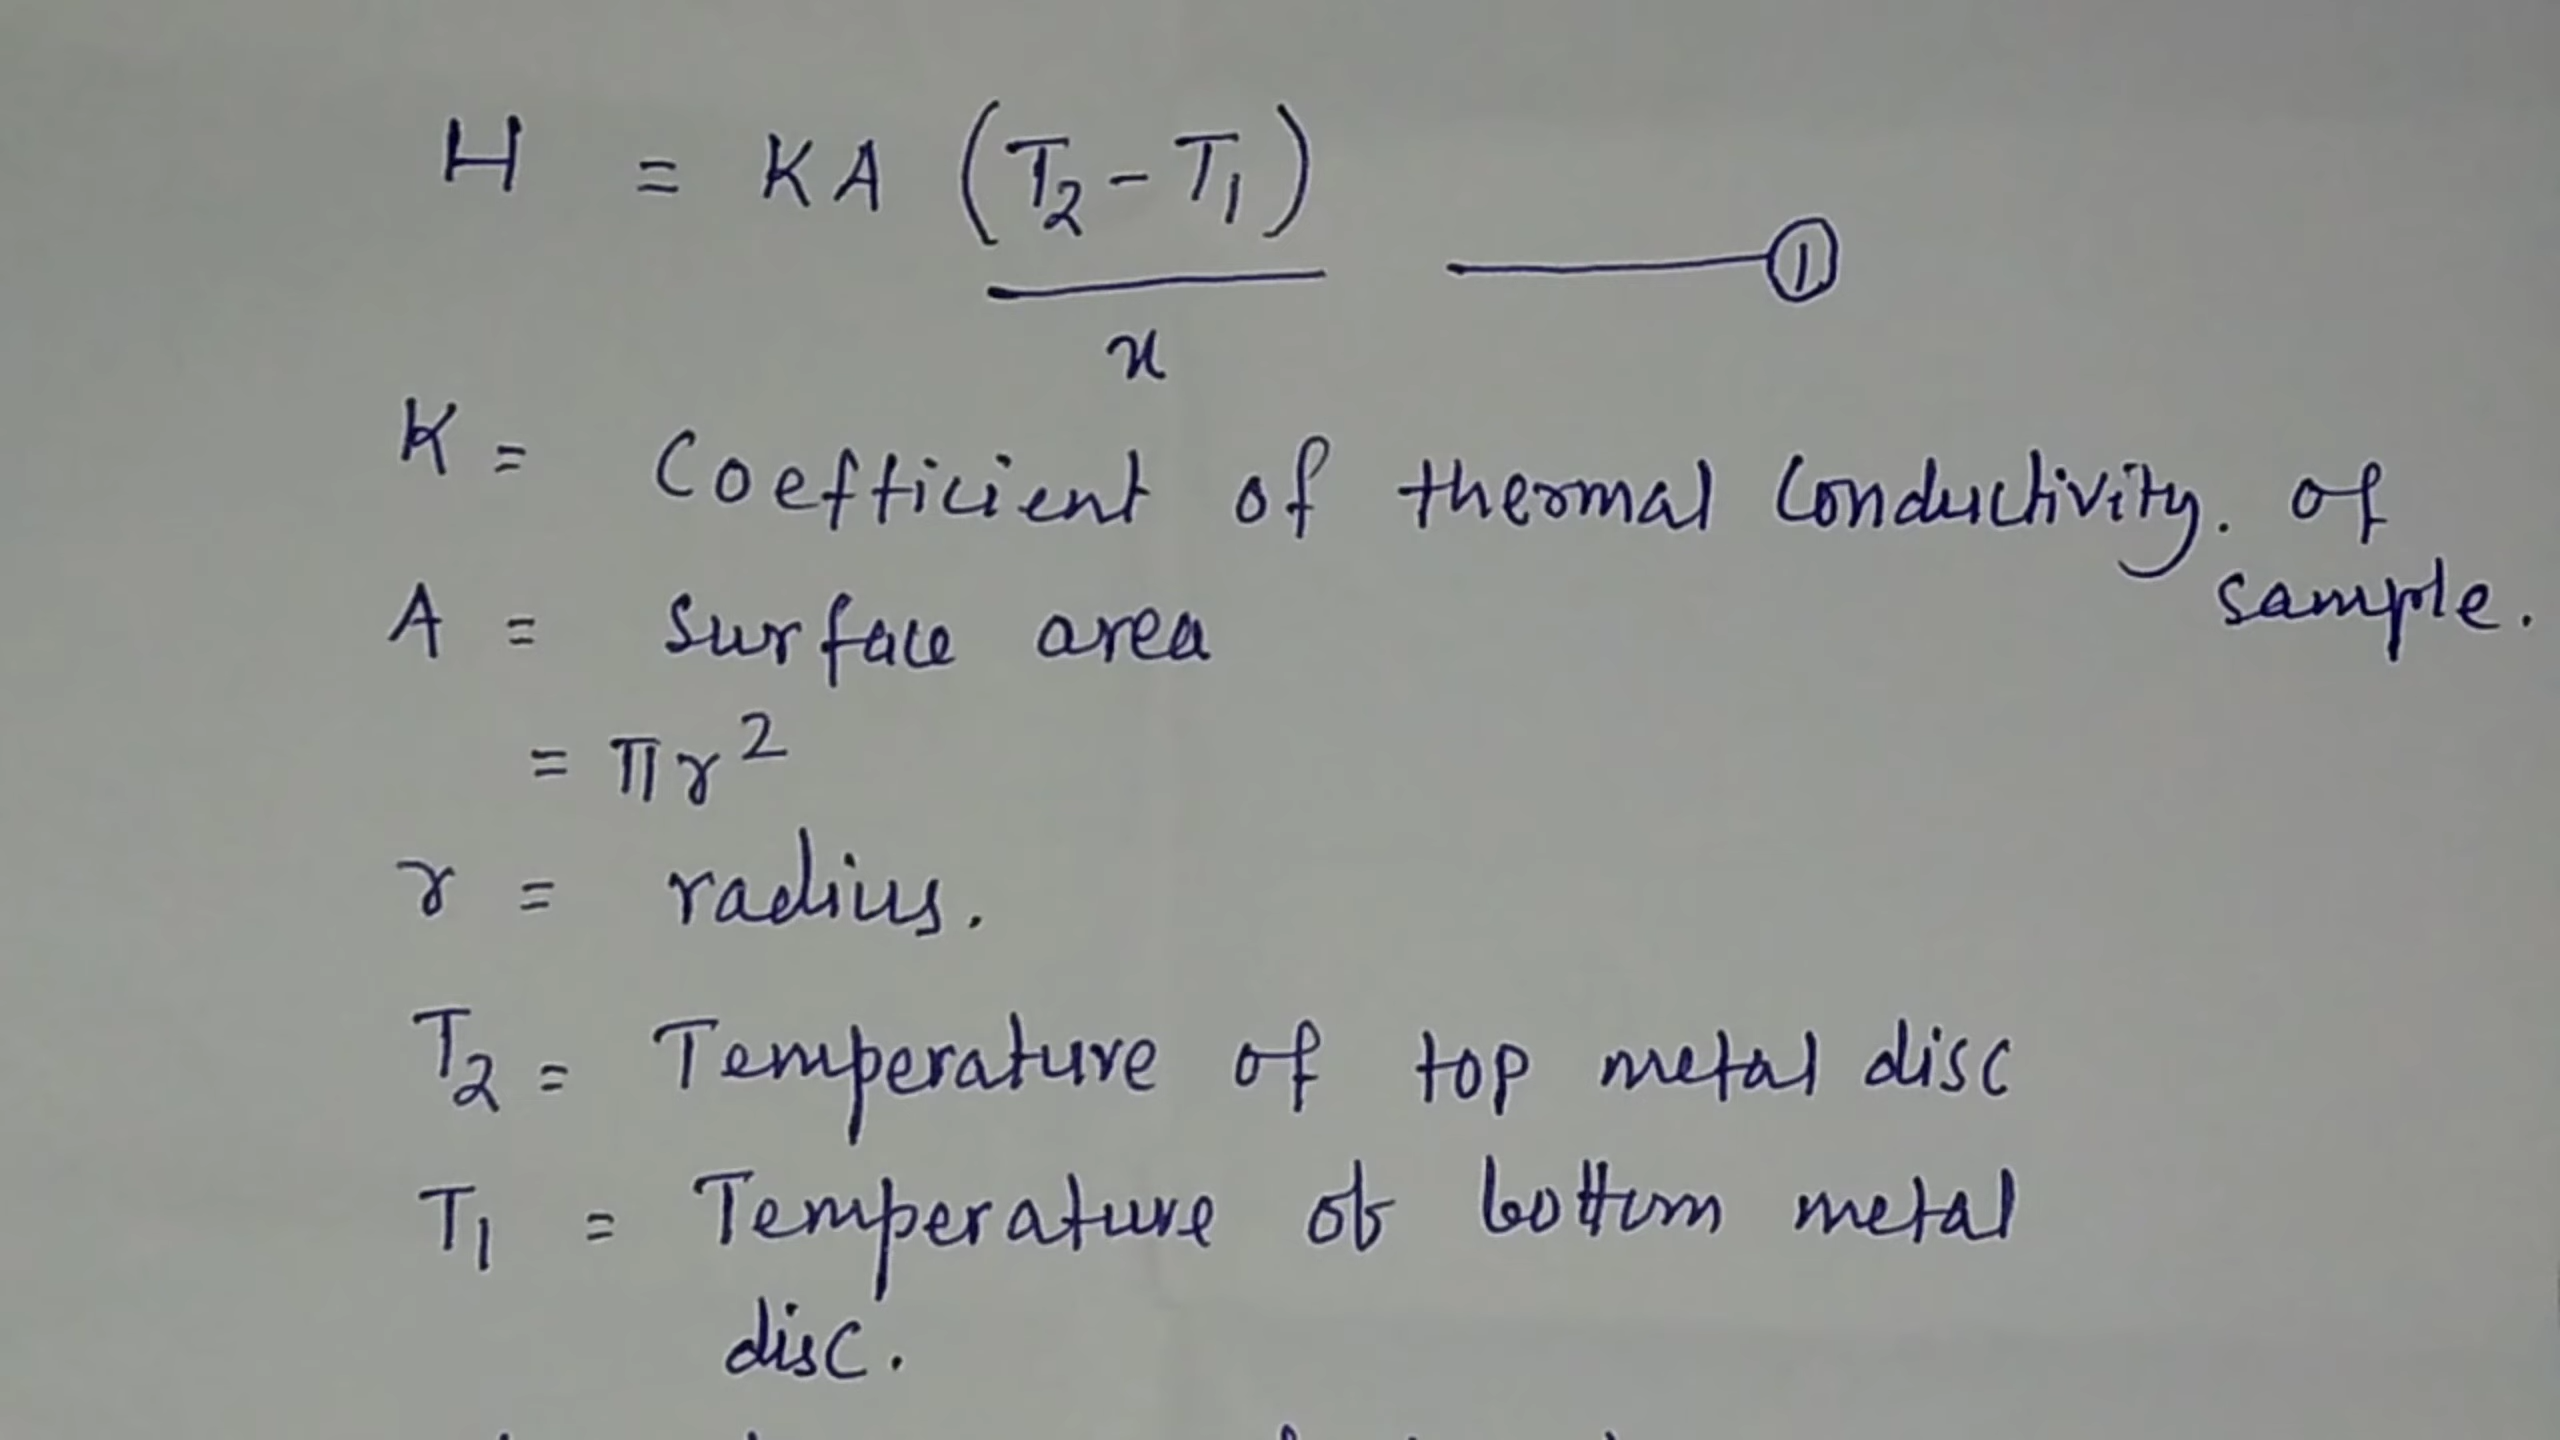 H = KA (T₂ - T₁)
x
①
K = Coefficient of thermal conductivity. of
sample.
A = Surface area
= πr²
r = radius.
T₂ = Temperature of top metal disc
T₁ = Temperature of bottom metal
disc.